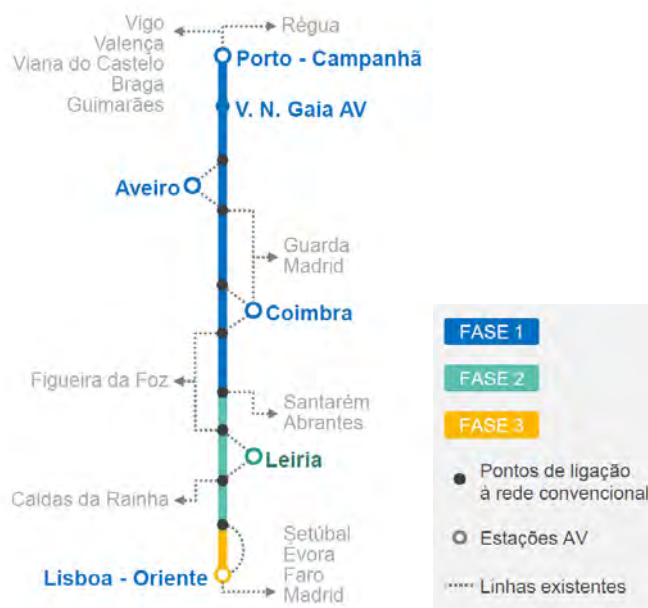 Vigo
Valença
Viana do Castelo
Braga
Guimarães
Régua
Porto - Campanhã
V. N. Gaia AV
Aveiro
Guarda
Madrid
Coimbra
Figueira da Foz
Santarém
Abrantes
Leiria
Caldas da Rainha
Setúbal
Évora
Faro
Madrid
Lisboa - Oriente
FASE 1
FASE 2
FASE 3
Pontos de ligação
à rede convencional
Estações AV
Linhas existentes